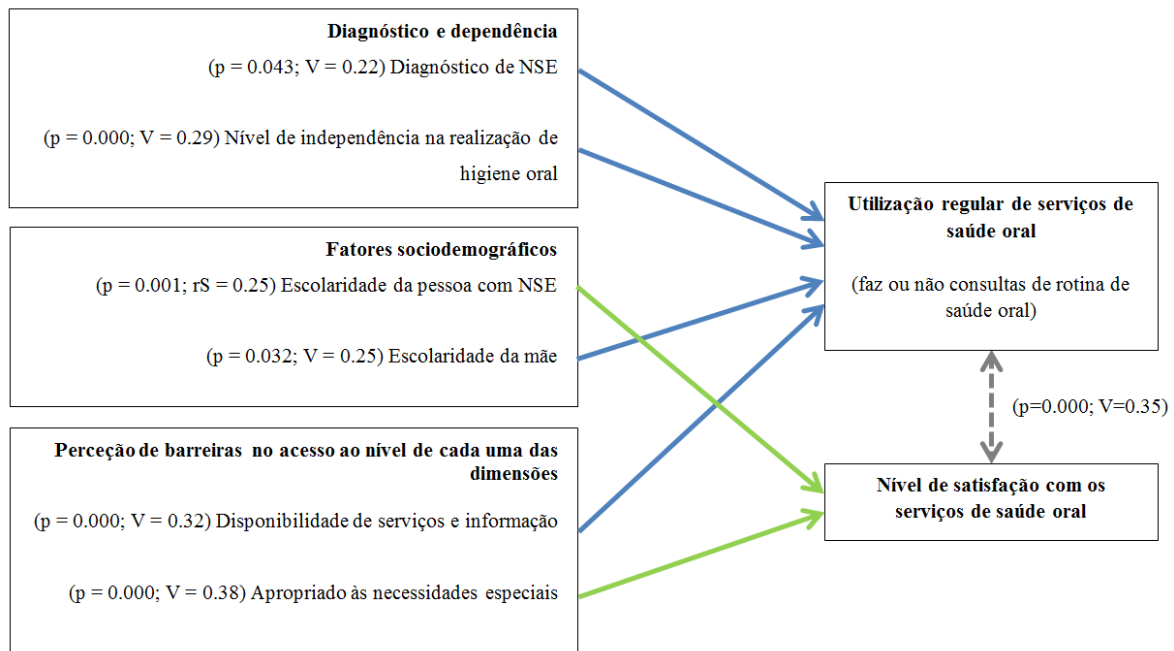 Diagnóstico e dependência
(p = 0.043; V = 0.22) Diagnóstico de NSE
(p = 0.000; V = 0.29) Nível de independência na realização de
higiene oral
Fatores sociodemográficos
(p = 0.001; rS = 0.25) Escolaridade da pessoa com NSE
(p = 0.032; V = 0.25) Escolaridade da mãe
Perceção de barreiras no acesso ao nível de cada uma das
dimensões
(p = 0.000; V = 0.32) Disponibilidade de serviços e informação
(p = 0.000; V = 0.38) Apropriado às necessidades especiais
Utilização regular de serviços de
saúde oral
(faz ou não consultas de rotina de
saúde oral)
(p=0.000; V=0.35)
Nível de satisfação com os
serviços de saúde oral